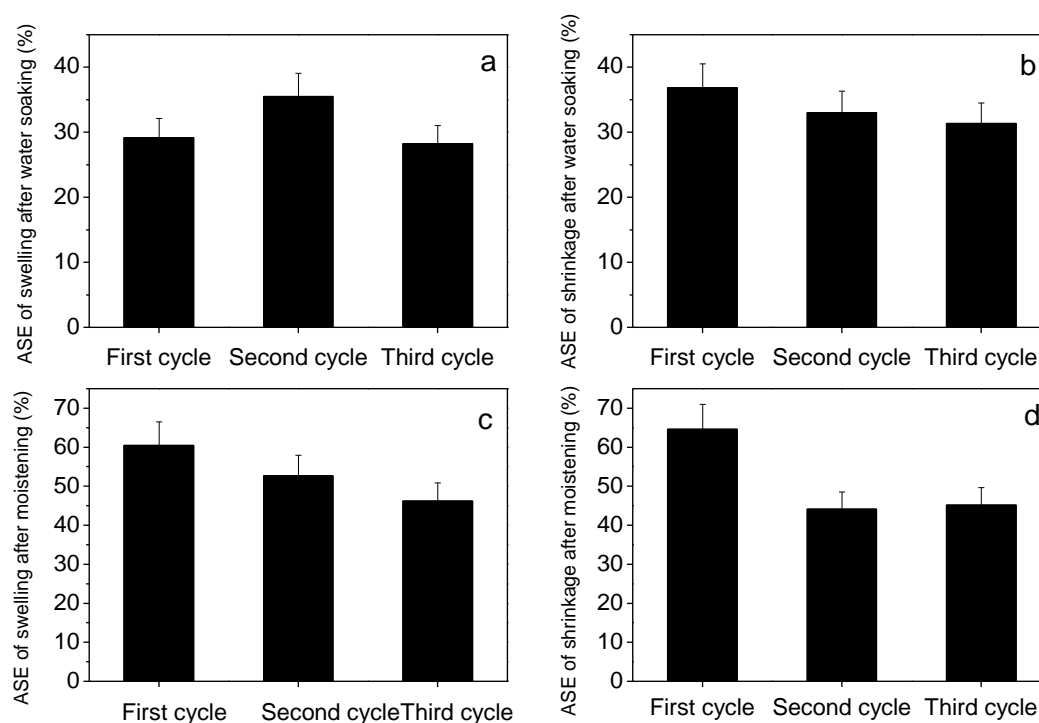 ASE of swelling after water soaking (%)
40
30
20
10
0
a
First cycle Second cycle Third cycle
ASE of shrinkage after water soaking (%)
40
30
20
10
0
b
First cycle Second cycle Third cycle
ASE of swelling after moistening (%)
70
60
50
40
30
20
10
0
c
First cycle Second cycle Third cycle
ASE of shrinkage after moistening (%)
70
60
50
40
30
20
10
0
d
First cycle Second cycle Third cycle